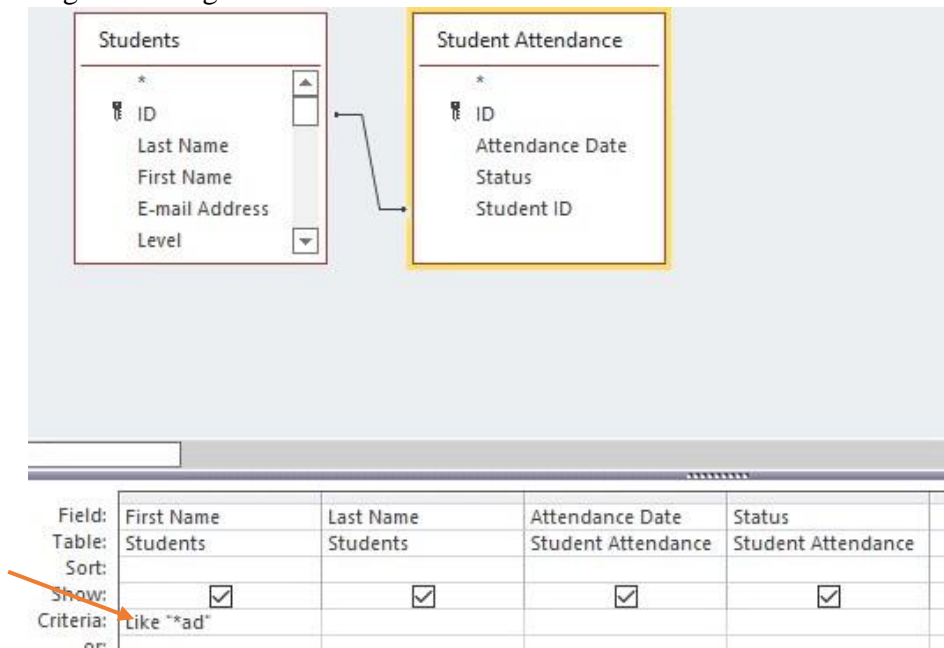 Students
*
ID
Last Name
First Name
E-mail Address
Level
Student Attendance
*
ID
Attendance Date
Status
Student ID
Field: First Name Last Name Attendance Date Status
Table: Students Students Student Attendance Student Attendance
Sort:
Show:
Criteria: Like "*ad"
or: